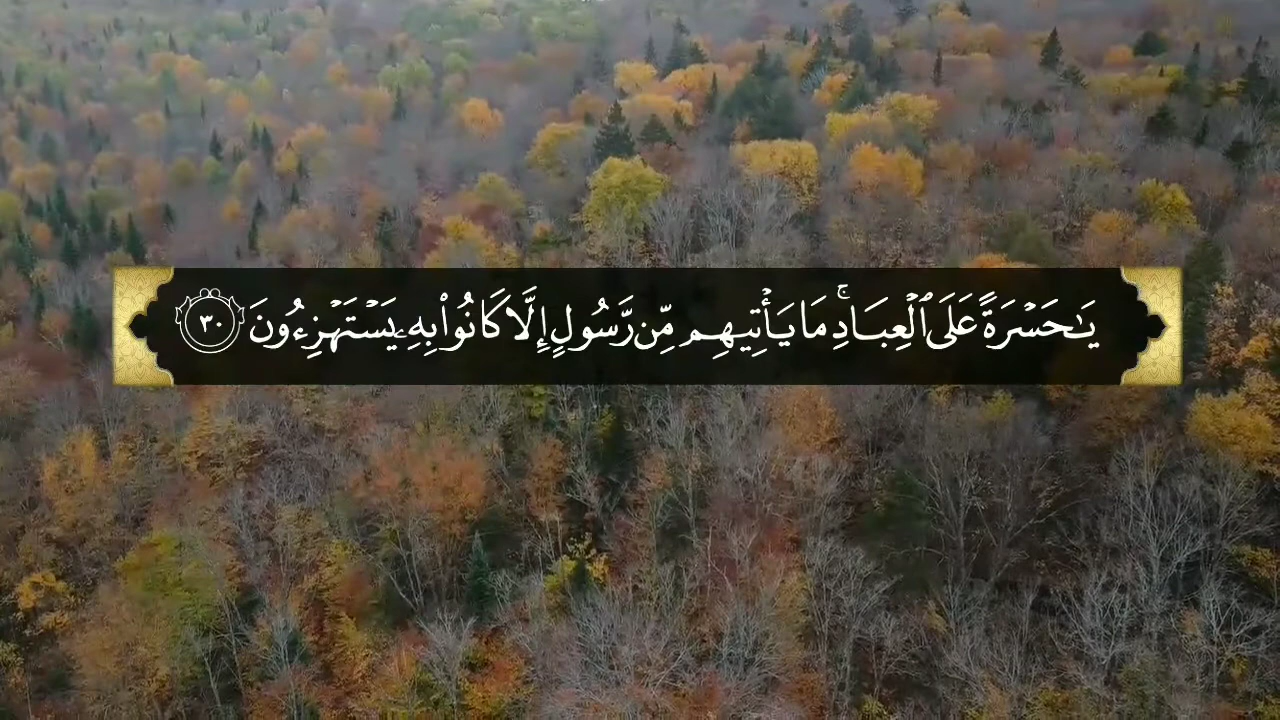 يَـٰحَسْرَةً عَلَى ٱلْعِبَادِ ۚ مَا يَأْتِيهِم مِّن رَّسُولٍ إِلَّا كَانُوا۟ بِهِۦ يَسْتَهْزِءُونَ ٣٠